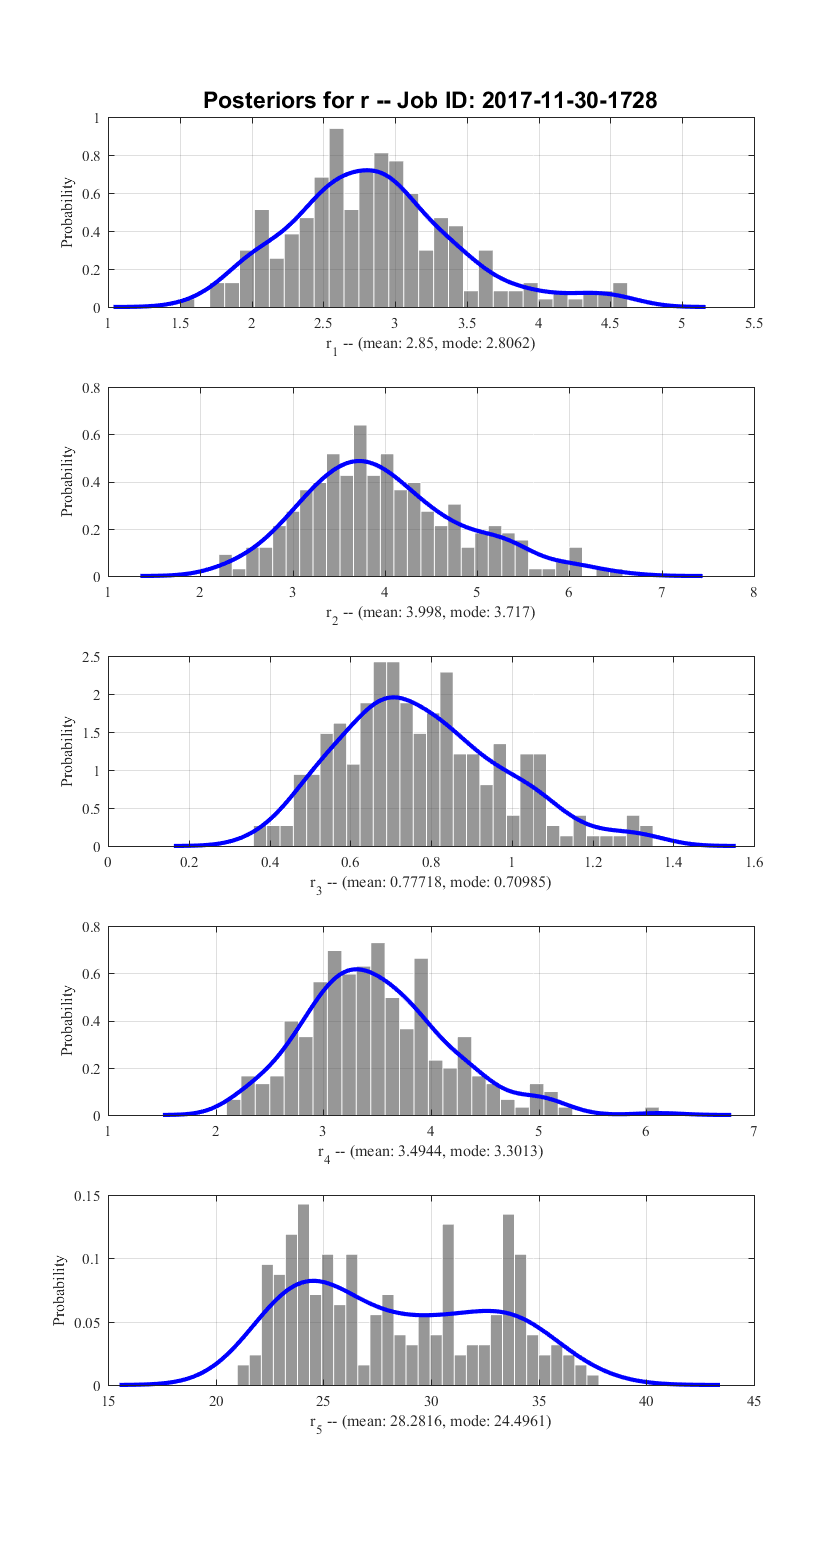 Posteriors for r -- Job ID: 2017-11-30-1728
1
0.8
0.6
0.4
0.2
0
Probability
1 1.5 2 2.5 3 3.5 4 4.5 5 5.5
r1 -- (mean: 2.85, mode: 2.8062)
0.8
0.6
0.4
0.2
0
Probability
1 2 3 4 5 6 7 8
r2 -- (mean: 3.998, mode: 3.717)
2.5
2
1.5
1
0.5
0
Probability
0 0.2 0.4 0.6 0.8 1 1.2 1.4 1.6
r3 -- (mean: 0.77718, mode: 0.70985)
0.8
0.6
0.4
0.2
0
Probability
1 2 3 4 5 6 7
r4 -- (mean: 3.4944, mode: 3.3013)
0.15
0.1
0.05
0
Probability
15 20 25 30 35 40 45
r5 -- (mean: 28.2816, mode: 24.4961)